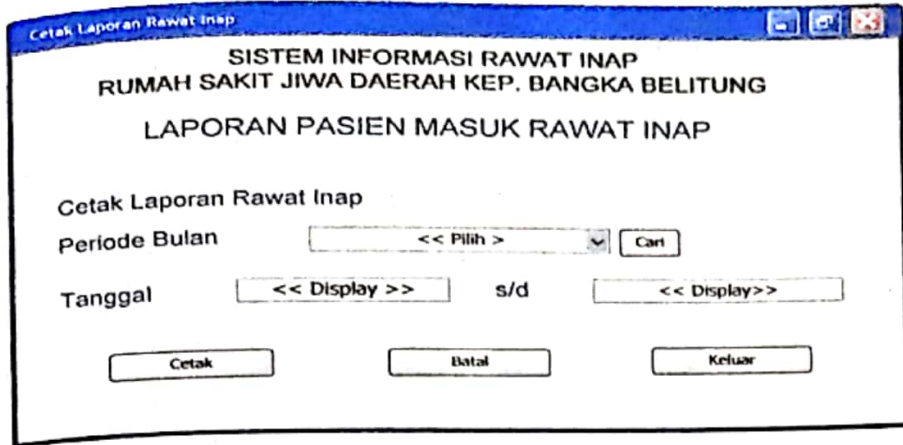 Cetak Laporan Rawat Inap
SISTEM INFORMASI RAWAT INAP
RUMAH SAKIT JIWA DAERAH KEP. BANGKA BELITUNG
LAPORAN PASIEN MASUK RAWAT INAP
Cetak Laporan Rawat Inap
Periode Bulan << Pilih > Cari
Tanggal << Display >> s/d << Display>>
Cetak Batal Keluar